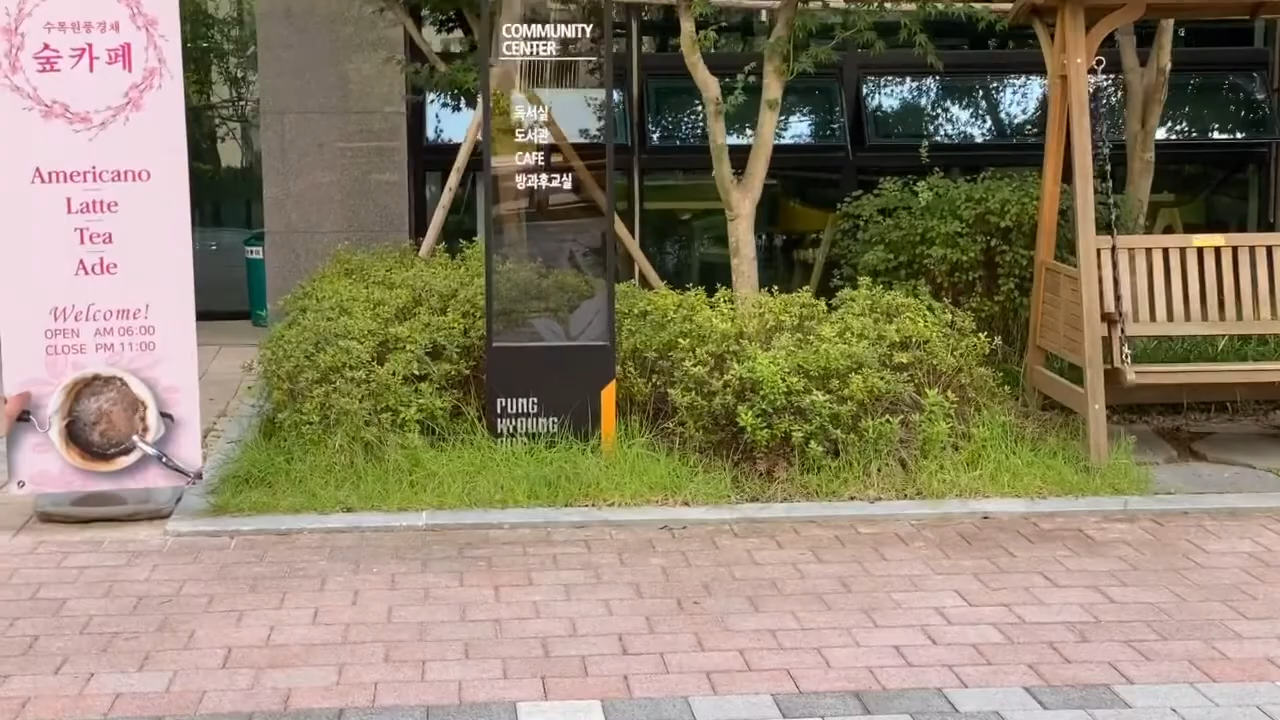 수목원풍경채
숲카페
Americano
Latte
Tea
Ade
Welcome!
OPEN AM 06:00
CLOSE PM 11:00
COMMUNITY
CENTER
독서실
도서관
CAFE
방과후교실
PUNG
KYOUNG